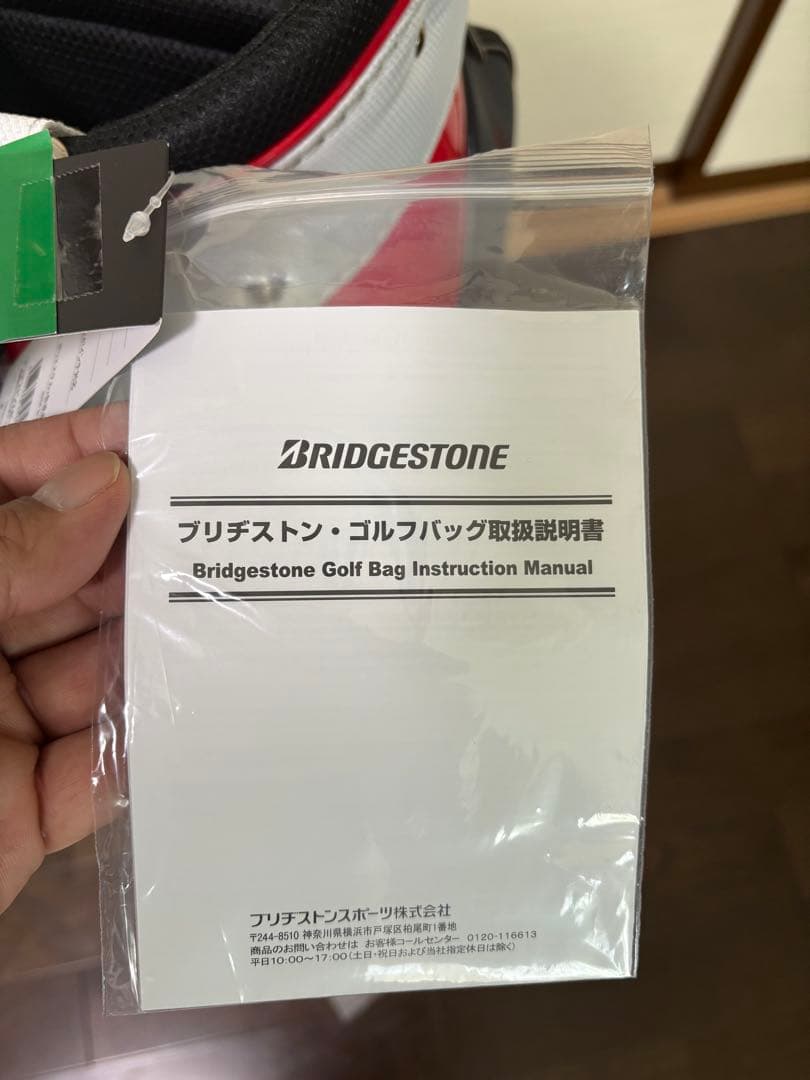 BRIDGESTONE
ブリヂストン・ゴルフバッグ取扱説明書
Bridgestone Golf Bag Instruction Manual
ブリヂストンスポーツ株式会社
〒244-8510 神奈川県横浜市戸塚区柏尾町1番地
商品のお問い合わせは お客様コールセンター 0120-116613
平日10:00〜17:00(土日・祝日および当社指定休日は除く)